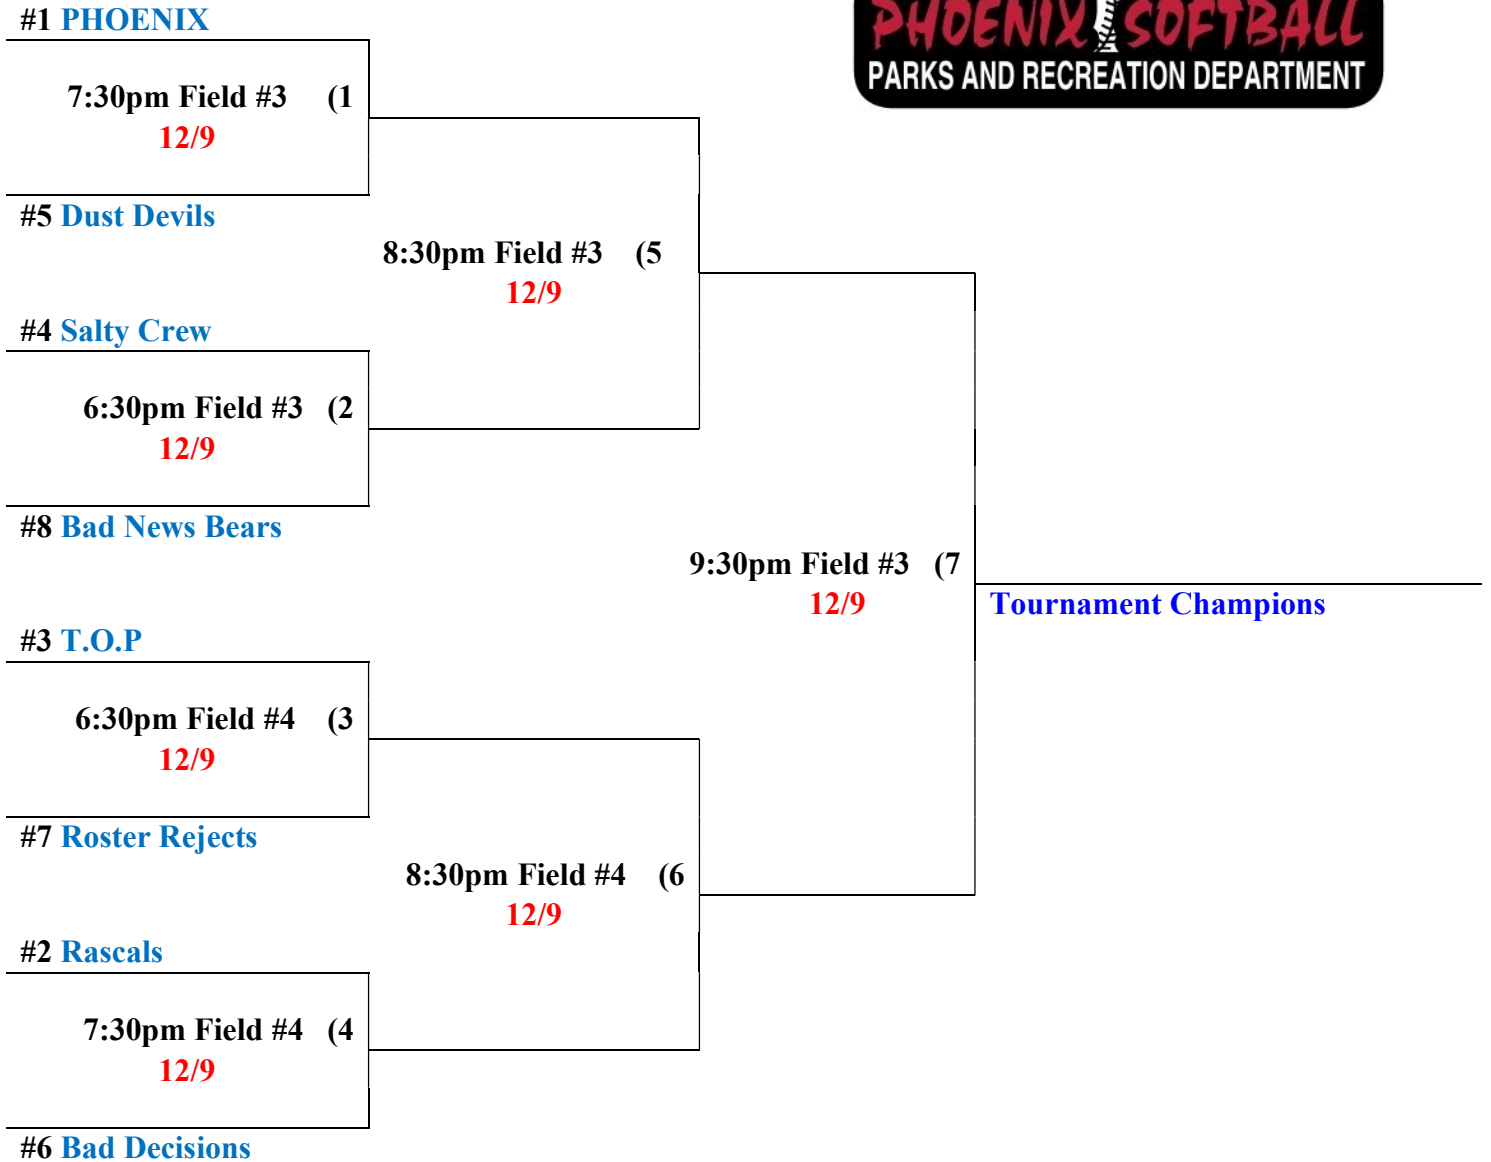 #1 PHOENIX
PHOENIX SOFTBALL
PARKS AND RECREATION DEPARTMENT
7:30pm Field #3 (1
12/9
#5 Dust Devils
8:30pm Field #3 (5
12/9
#4 Salty Crew
6:30pm Field #3 (2
12/9
#8 Bad News Bears
9:30pm Field #3 (7
12/9
Tournament Champions
#3 T.O.P
6:30pm Field #4 (3
12/9
#7 Roster Rejects
8:30pm Field #4 (6
12/9
#2 Rascals
7:30pm Field #4 (4
12/9
#6 Bad Decisions